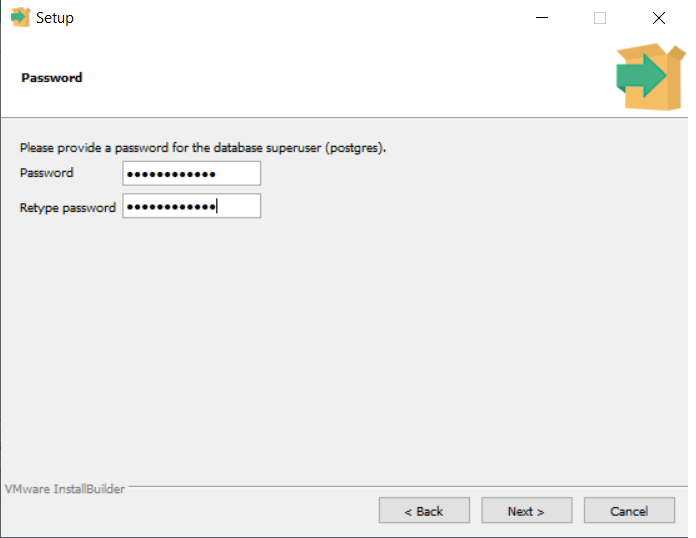 Setup
Password
Please provide a password for the database superuser (postgres).
Password ••••••••••••
Retype password ••••••••••••
VMware InstallBuilder
< Back Next > Cancel